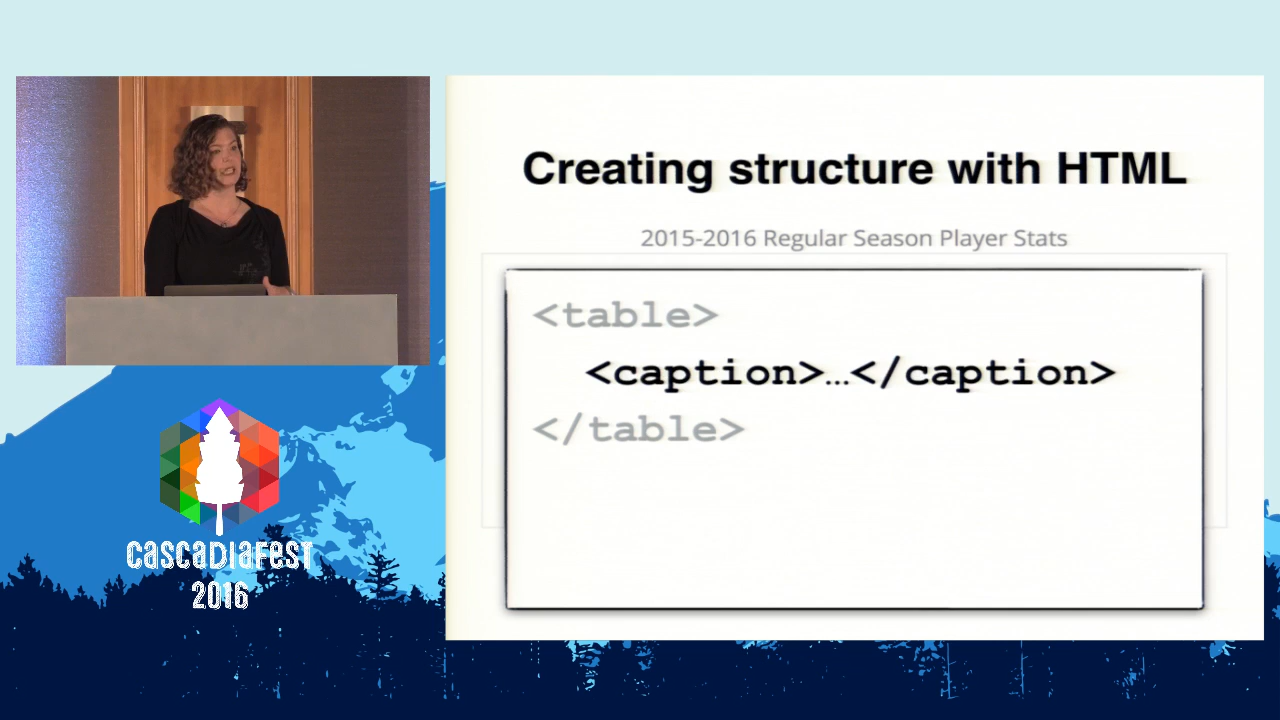 Creating structure with HTML
2015-2016 Regular Season Player Stats
<table>
<caption>…</caption>
</table>
CASCADIAFEST
2016